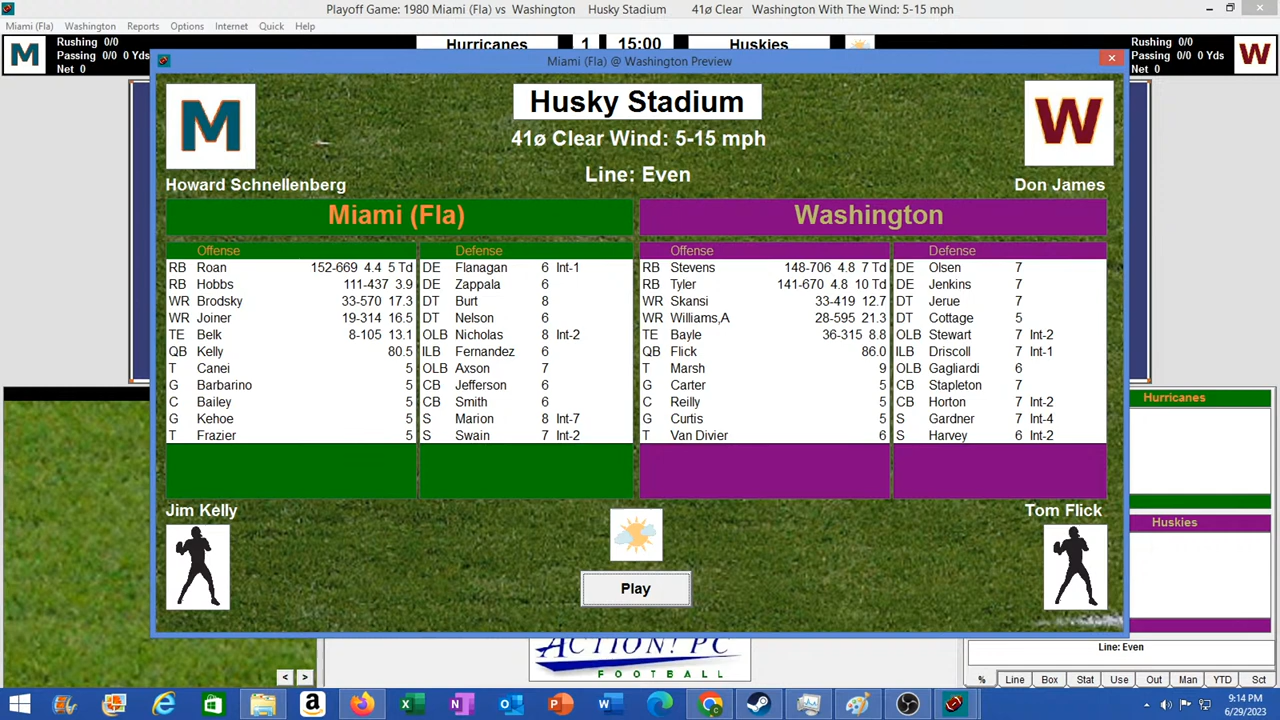 Playoff Game: 1980 Miami (Fla) vs Washington Husky Stadium 41ø Clear Washington With The Wind: 5-15 mph
Miami (Fla) Washington Reports Options Internet Quick Help
M
Rushing 0/0
Passing 0/0 0 Yds
Net 0
Hurricanes 1 15:00 Huskies
Rushing 0/0
Passing 0/0 0 Yds
Net 0
W
Miami (Fla) @ Washington Preview
M
Husky Stadium
W
41ø Clear Wind: 5-15 mph
Line: Even
Howard Schnellenberg
Don James
Miami (Fla)
Offense Defense
RB Roan 152-669 4.4 5 Td DE Flanagan 6 Int-1
RB Hobbs 111-437 3.9 DE Zappala 6
WR Brodsky 33-570 17.3 DT Burt 8
WR Joiner 19-314 16.5 DT Nelson 6
TE Belk 8-105 13.1 OLB Nicholas 8 Int-2
QB Kelly 80.5 ILB Fernandez 6
T Canei 5 OLB Axson 7
G Barbarino 5 CB Jefferson 6
C Bailey 5 CB Smith 6
G Kehoe 5 S Marion 8 Int-7
T Frazier 5 S Swain 7 Int-2
Washington
Offense Defense
RB Stevens 148-706 4.8 7 Td DE Olsen 7
RB Tyler 141-670 4.8 10 Td DE Jenkins 7
WR Skansi 33-419 12.7 DT Jerue 7
WR Williams,A 28-595 21.3 DT Cottage 5
TE Bayle 36-315 8.8 OLB Stewart 7 Int-2
QB Flick 86.0 ILB Driscoll 7 Int-1
T Marsh 9 OLB Gagliardi 6
G Carter 5 CB Stapleton 7
C Reilly 5 CB Horton 7 Int-2
G Curtis 5 S Gardner 7 Int-4
T Van Divier 6 S Harvey 6 Int-2
Jim Kelly
Tom Flick
Play
Hurricanes
Huskies
Line: Even
ACTION! PC
FOOTBALL
< >
% Line Box Stat Use Out Man YTD Sct
9:14 PM
6/29/2023